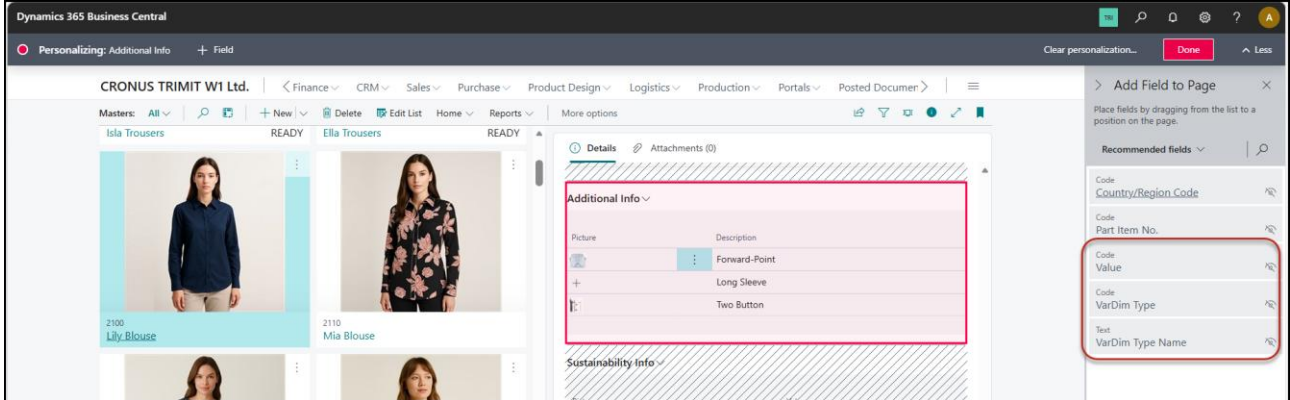 Dynamics 365 Business Central
TRI
?
A
Personalizing: Additional Info + Field
Clear personalization... Done Less
CRONUS TRIMIT W1 Ltd. Finance CRM Sales Purchase Product Design Logistics Production Portals Posted Documen
Masters: All New Delete Edit List Home Reports More options
Isla Trousers READY Ella Trousers READY
Details Attachments (0)
Additional Info
Picture Description
Forward-Point
Long Sleeve
Two Button
2100
Lily Blouse
2110
Mia Blouse
Sustainability Info
Add Field to Page
Place fields by dragging from the list to a
position on the page.
Recommended fields
Code
Country/Region Code
Code
Part Item No.
Code
Value
Code
VarDim Type
Text
VarDim Type Name